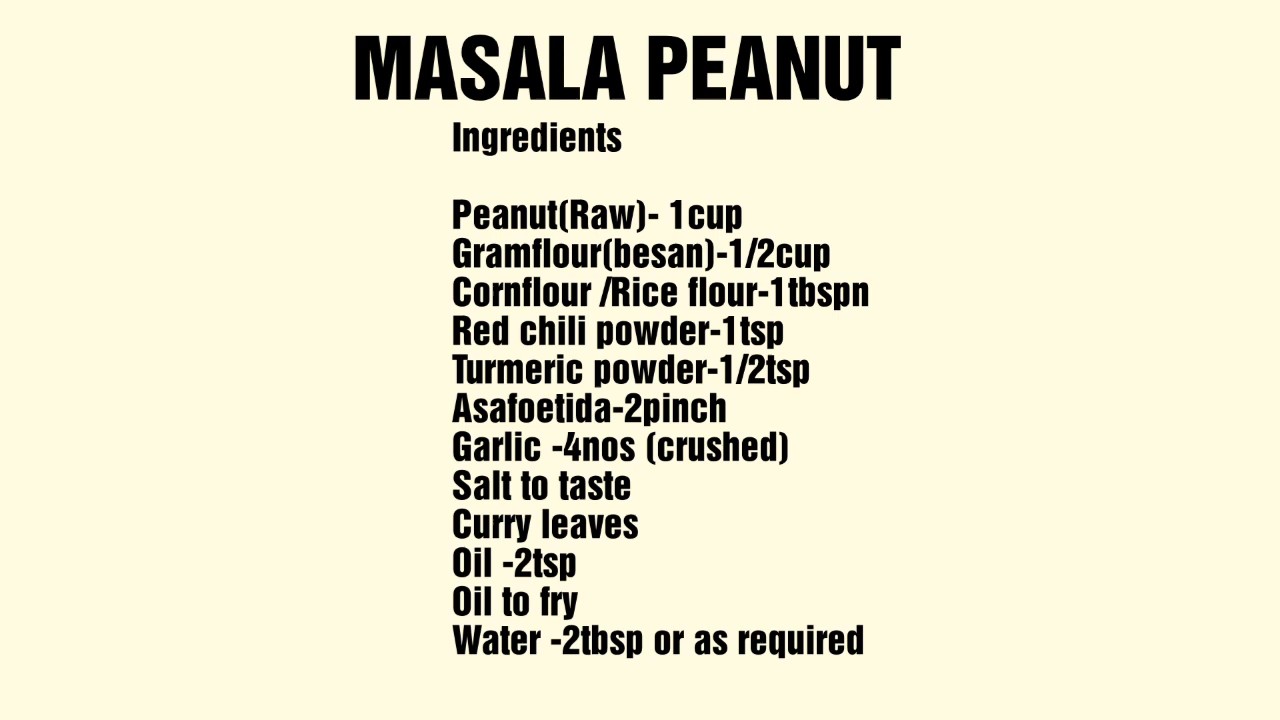 MASALA PEANUT
Ingredients
Peanut(Raw)- 1cup
Gramflour(besan)-1/2cup
Cornflour /Rice flour-1tbspn
Red chili powder-1tsp
Turmeric powder-1/2tsp
Asafoetida-2pinch
Garlic -4nos (crushed)
Salt to taste
Curry leaves
Oil -2tsp
Oil to fry
Water -2tbsp or as required